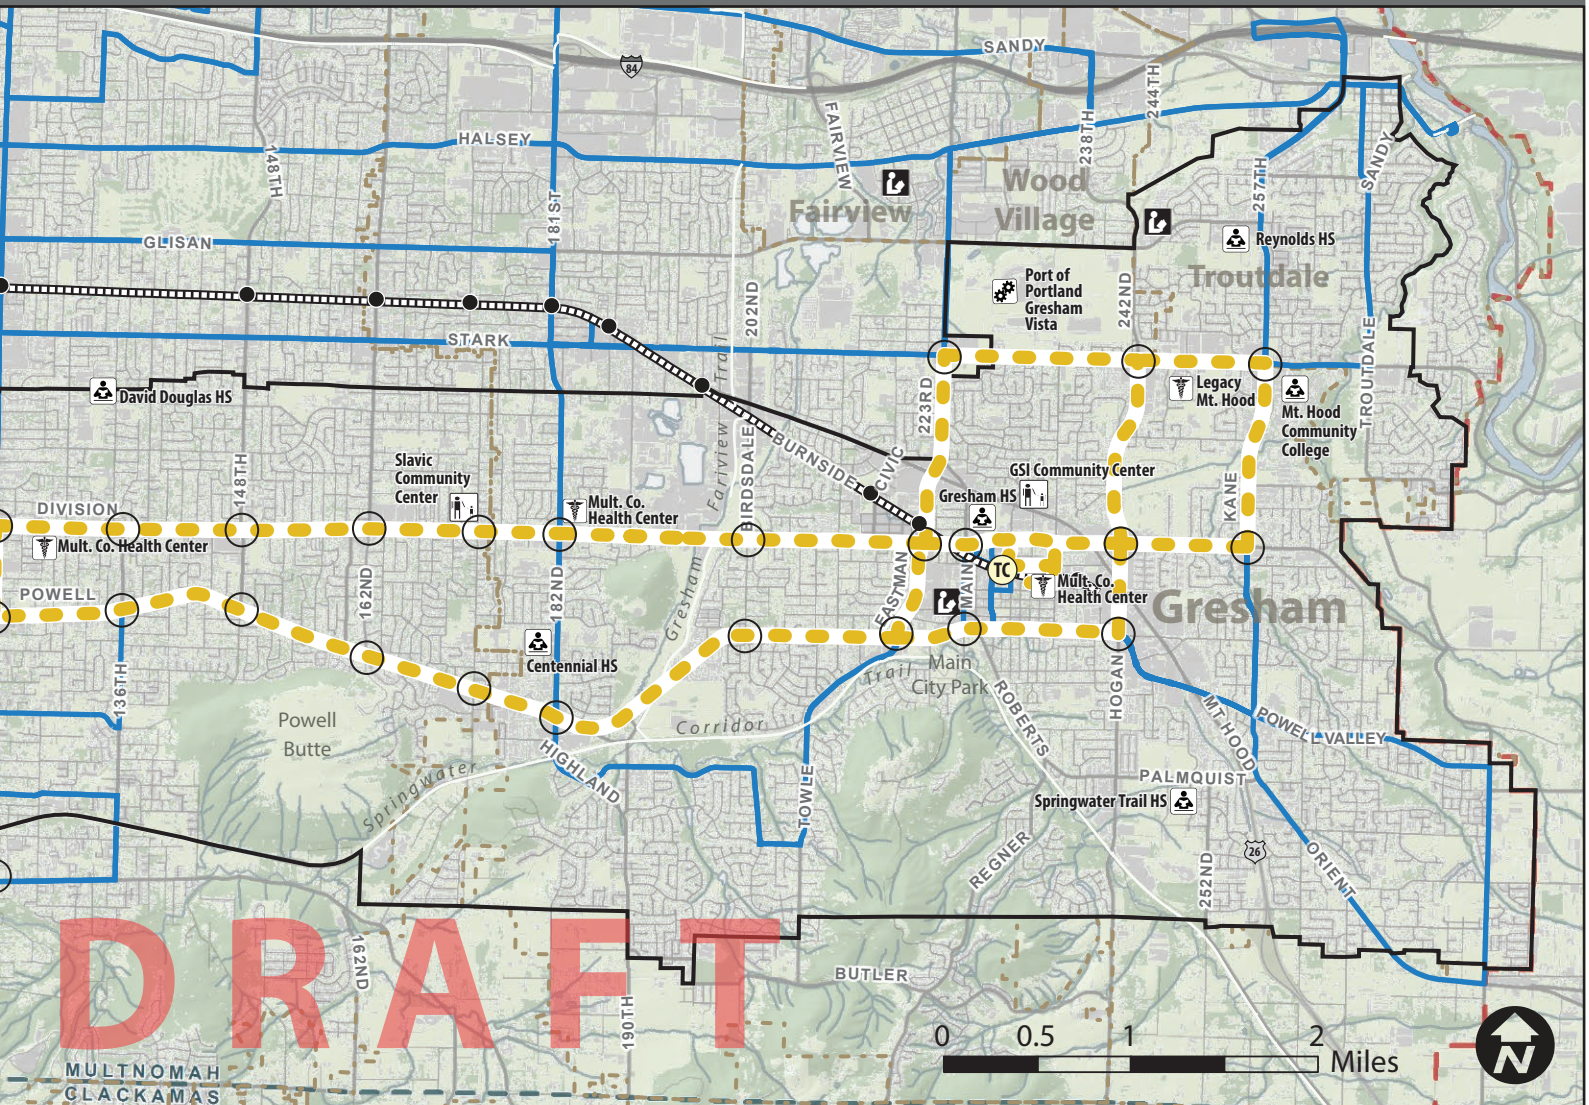 SANDY
84
244TH
FAIRVIEW
238TH
HALSEY
148TH
SANDY
257TH
Wood
Village
181ST
Fairview
GLISAN
Reynolds HS
Troutdale
Port of
Portland
Gresham
Vista
242ND
202ND
STARK
TROUTDALE
Fariview Trail
223RD
Legacy
Mt. Hood
David Douglas HS
Mt. Hood
Community
College
BIRDSDALE
BURNSIDE
CIVIC
Slavic
Community
Center
148TH
GSI Community Center
Gresham HS
KANE
Mult. Co.
Health Center
DIVISION
Mult. Co. Health Center
162ND
182ND
EASTMAN
MAIN
TC
Mult. Co.
Health Center
POWELL
Gresham
Gresham
Centennial HS
136TH
Main
City Park
Trail
HOGAN
Powell
Butte
Corridor
ROBERTS
MT HOOD
POWELL VALLEY
HIGHLAND
Springwater
TOWLE
PALMQUIST
Springwater Trail HS
REGNER
26
252ND
ORIENT
DRAFT
162ND
BUTLER
190TH
0 0.5 1 2
Miles
N
MULTNOMAH
CLACKAMAS